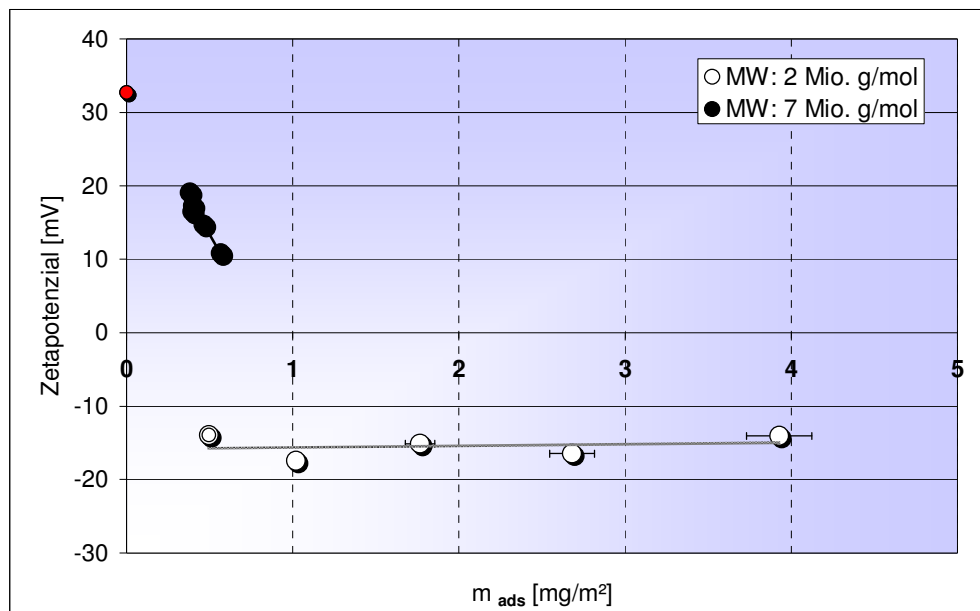 40
30
20
10
0
-10
-20
-30
Zetapotenzial [mV]
MW: 2 Mio. g/mol
MW: 7 Mio. g/mol
0 1 2 3 4 5
m ads [mg/m²]